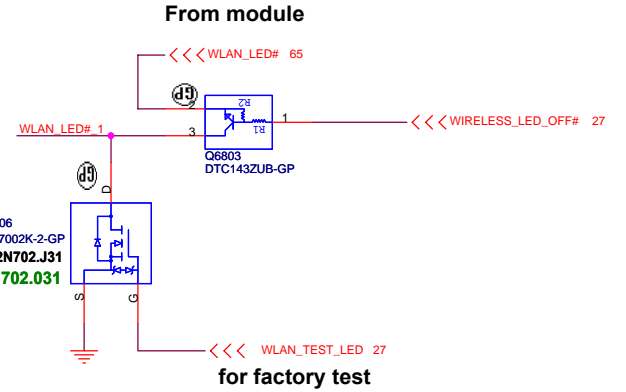 From module
WLAN_LED# 65
GP
2
R2
R1
1
WIRELESS_LED_OFF# 27
WLAN_LED#_1
3
Q6803
DTC143ZUB-GP
GP
D
06
7002K-2-GP
2N702.J31
702.031
S
G
WLAN_TEST_LED 27
for factory test